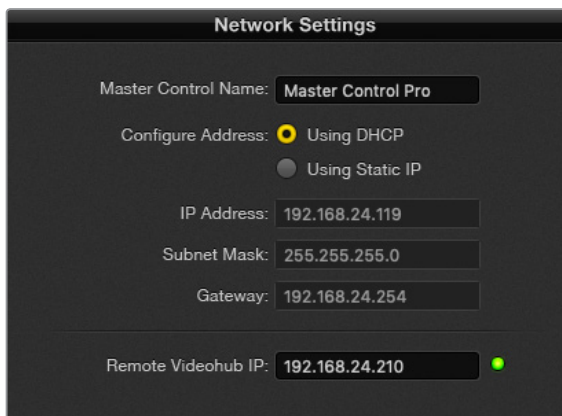 Network Settings
Master Control Name: Master Control Pro
Configure Address: Using DHCP
Using Static IP
IP Address: 192.168.24.119
Subnet Mask: 255.255.255.0
Gateway: 192.168.24.254
Remote Videohub IP: 192.168.24.210